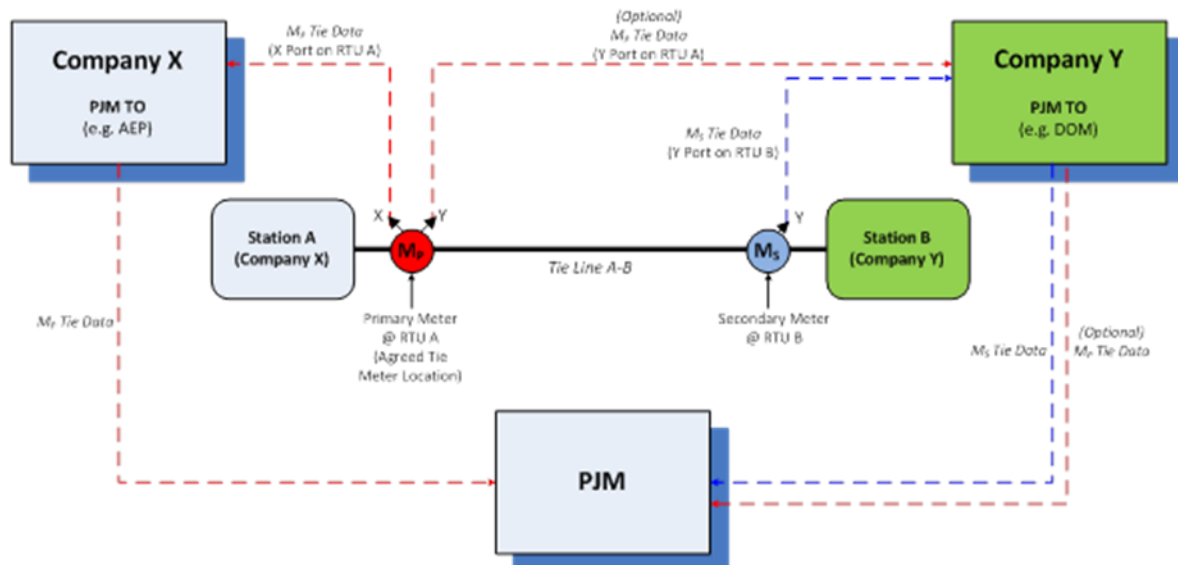 Company X
PJM TO
(e.g. AEP)
Mₚ Tie Data
(X Port on RTU A)
(Optional)
Mₚ Tie Data
(Y Port on RTU A)
Company Y
PJM TO
(e.g. DOM)
Mₛ Tie Data
(Y Port on RTU B)
X
Y
Y
Station A
(Company X)
Mₚ
Tie Line A-B
Mₛ
Station B
(Company Y)
Primary Meter
@ RTU A
(Agreed Tie
Meter Location)
Secondary Meter
@ RTU B
Mₚ Tie Data
Mₛ Tie Data
(Optional)
Mₚ Tie Data
PJM